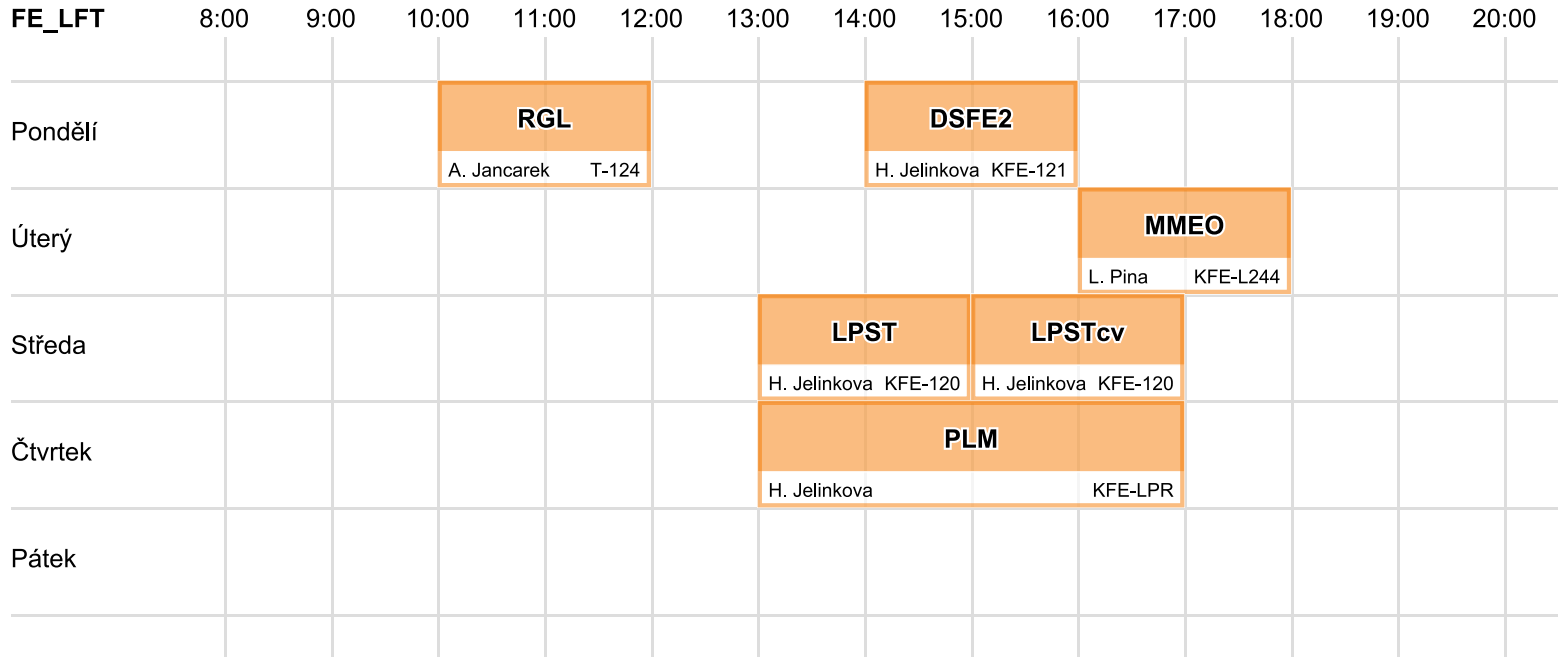 FE_LFT 8:00 9:00 10:00 11:00 12:00 13:00 14:00 15:00 16:00 17:00 18:00 19:00 20:00
Pondělí
RGL
A. Jancarek T-124
DSFE2
H. Jelinkova KFE-121
Úterý
MMEO
L. Pina KFE-L244
Středa
LPST
H. Jelinkova KFE-120
LPSTcv
H. Jelinkova KFE-120
Čtvrtek
PLM
H. Jelinkova KFE-LPR
Pátek